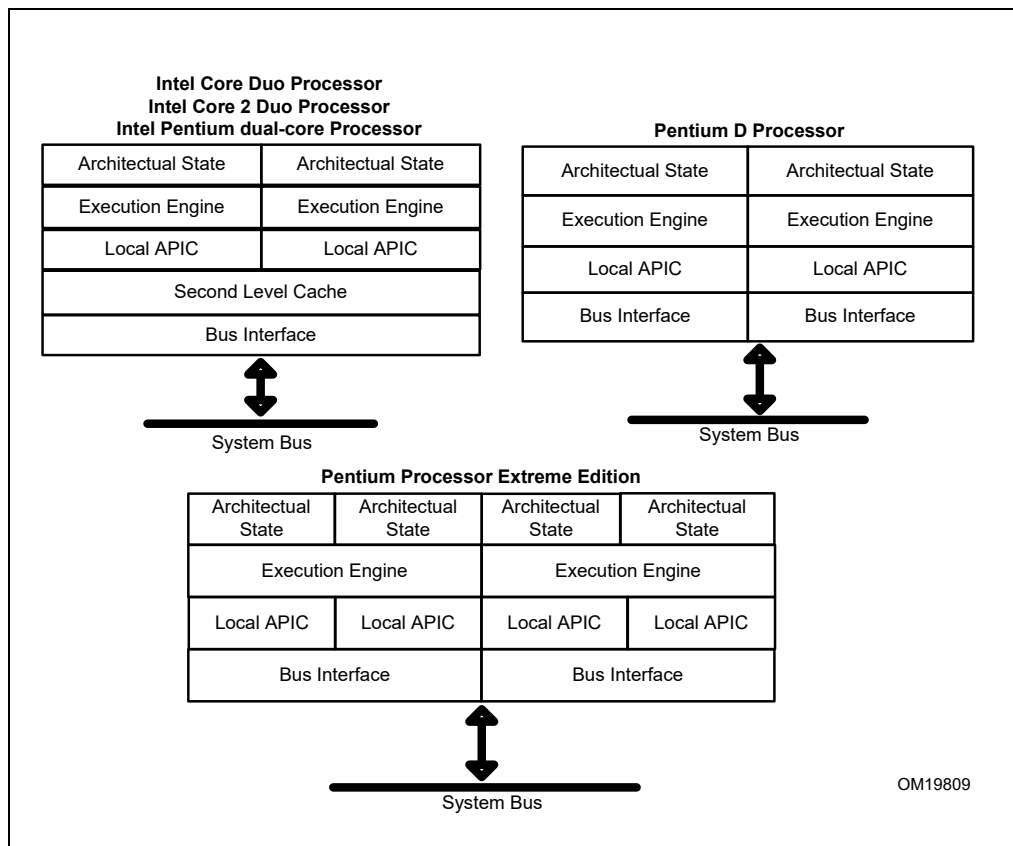 Intel Core Duo Processor
Intel Core 2 Duo Processor
Intel Pentium dual-core Processor
Architectual State
Architectual State
Execution Engine
Execution Engine
Local APIC
Local APIC
Second Level Cache
Bus Interface
System Bus
Pentium D Processor
Architectual State
Architectual State
Execution Engine
Execution Engine
Local APIC
Local APIC
Bus Interface
Bus Interface
System Bus
Pentium Processor Extreme Edition
Architectual
State
Architectual
State
Architectual
State
Architectual
State
Execution Engine
Execution Engine
Local APIC
Local APIC
Local APIC
Local APIC
Bus Interface
Bus Interface
System Bus
OM19809